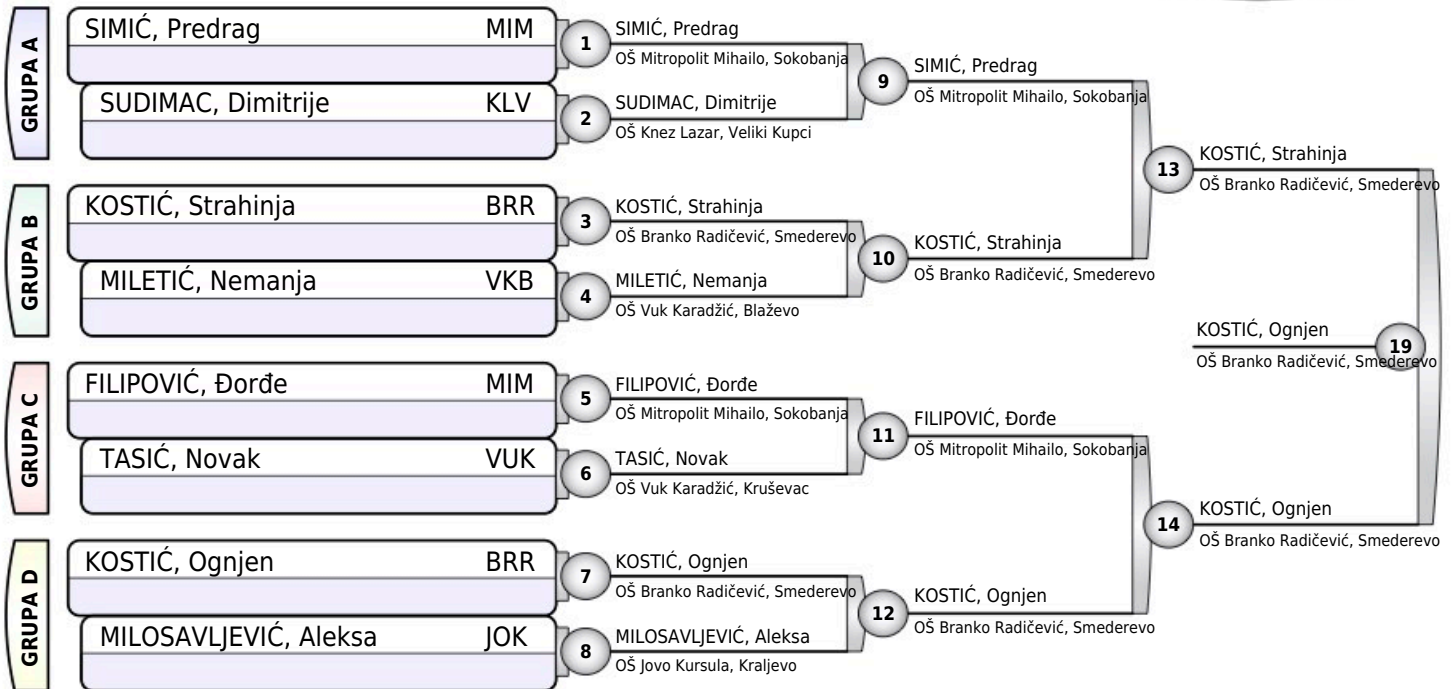 GRUPA A
SIMIĆ, Predrag MIM
SUDIMAC, Dimitrije KLV
1
SIMIĆ, Predrag
OŠ Mitropolit Mihailo, Sokobanja
2
SUDIMAC, Dimitrije
OŠ Knez Lazar, Veliki Kupci
9
SIMIĆ, Predrag
OŠ Mitropolit Mihailo, Sokobanja
GRUPA B
KOSTIĆ, Strahinja BRR
MILETIĆ, Nemanja VKB
3
KOSTIĆ, Strahinja
OŠ Branko Radičević, Smederevo
4
MILETIĆ, Nemanja
OŠ Vuk Karadžić, Blaževo
10
KOSTIĆ, Strahinja
OŠ Branko Radičević, Smederevo
13
KOSTIĆ, Strahinja
OŠ Branko Radičević, Smederevo
GRUPA C
FILIPOVIĆ, Đorđe MIM
TASIĆ, Novak VUK
5
FILIPOVIĆ, Đorđe
OŠ Mitropolit Mihailo, Sokobanja
6
TASIĆ, Novak
OŠ Vuk Karadžić, Kruševac
11
FILIPOVIĆ, Đorđe
OŠ Mitropolit Mihailo, Sokobanja
GRUPA D
KOSTIĆ, Ognjen BRR
MILOSAVLJEVIĆ, Aleksa JOK
7
KOSTIĆ, Ognjen
OŠ Branko Radičević, Smederevo
8
MILOSAVLJEVIĆ, Aleksa
OŠ Jovo Kursula, Kraljevo
12
KOSTIĆ, Ognjen
OŠ Branko Radičević, Smederevo
14
KOSTIĆ, Ognjen
OŠ Branko Radičević, Smederevo
KOSTIĆ, Ognjen
OŠ Branko Radičević, Smederevo
19